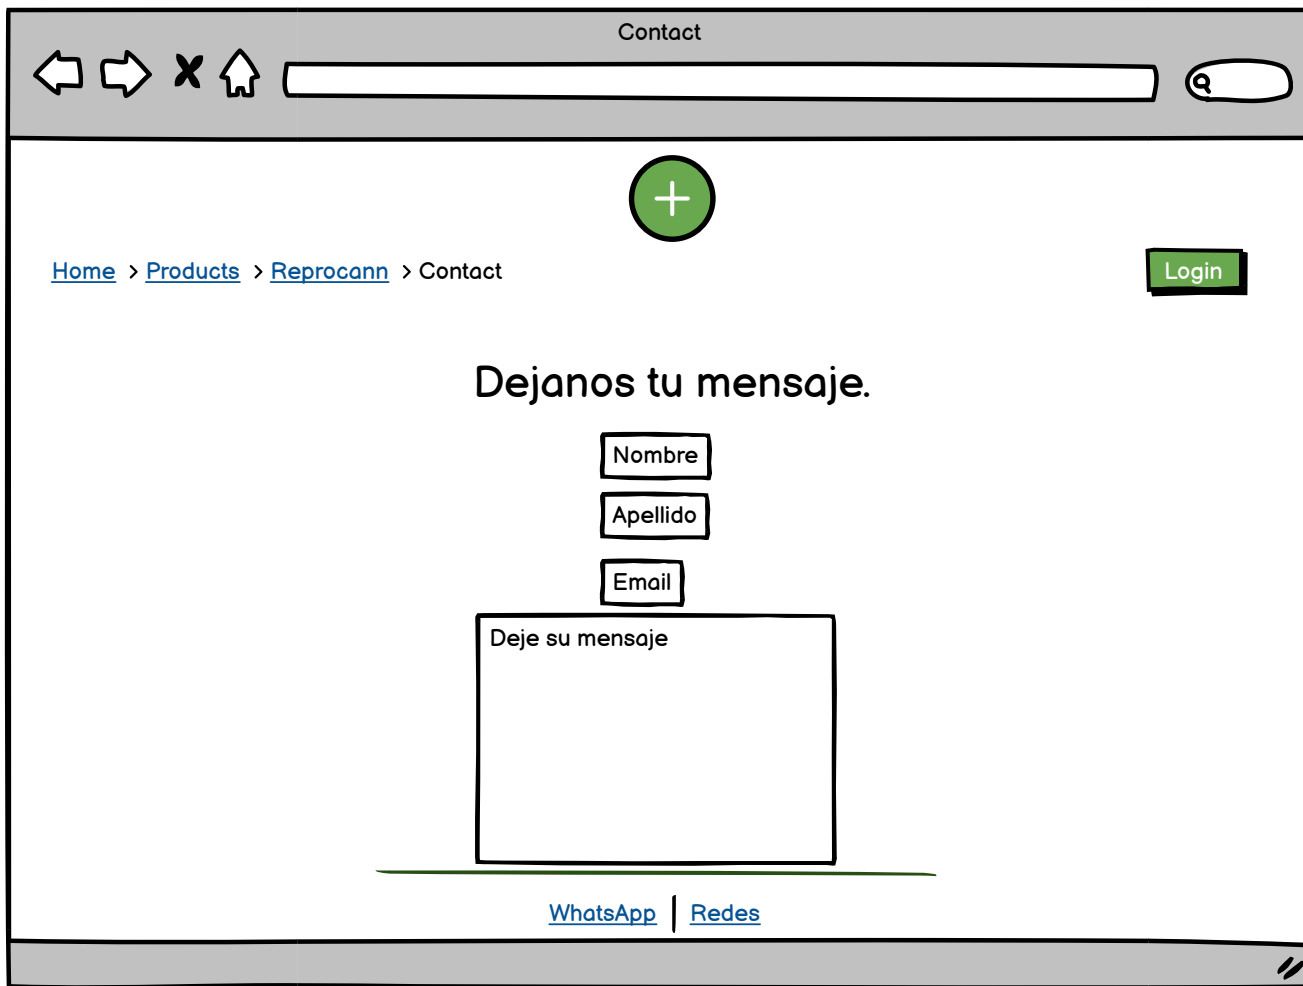 Contact
Home > Products > Reprocann > Contact
Login
Dejanos tu mensaje.
Nombre
Apellido
Email
Deje su mensaje
WhatsApp | Redes